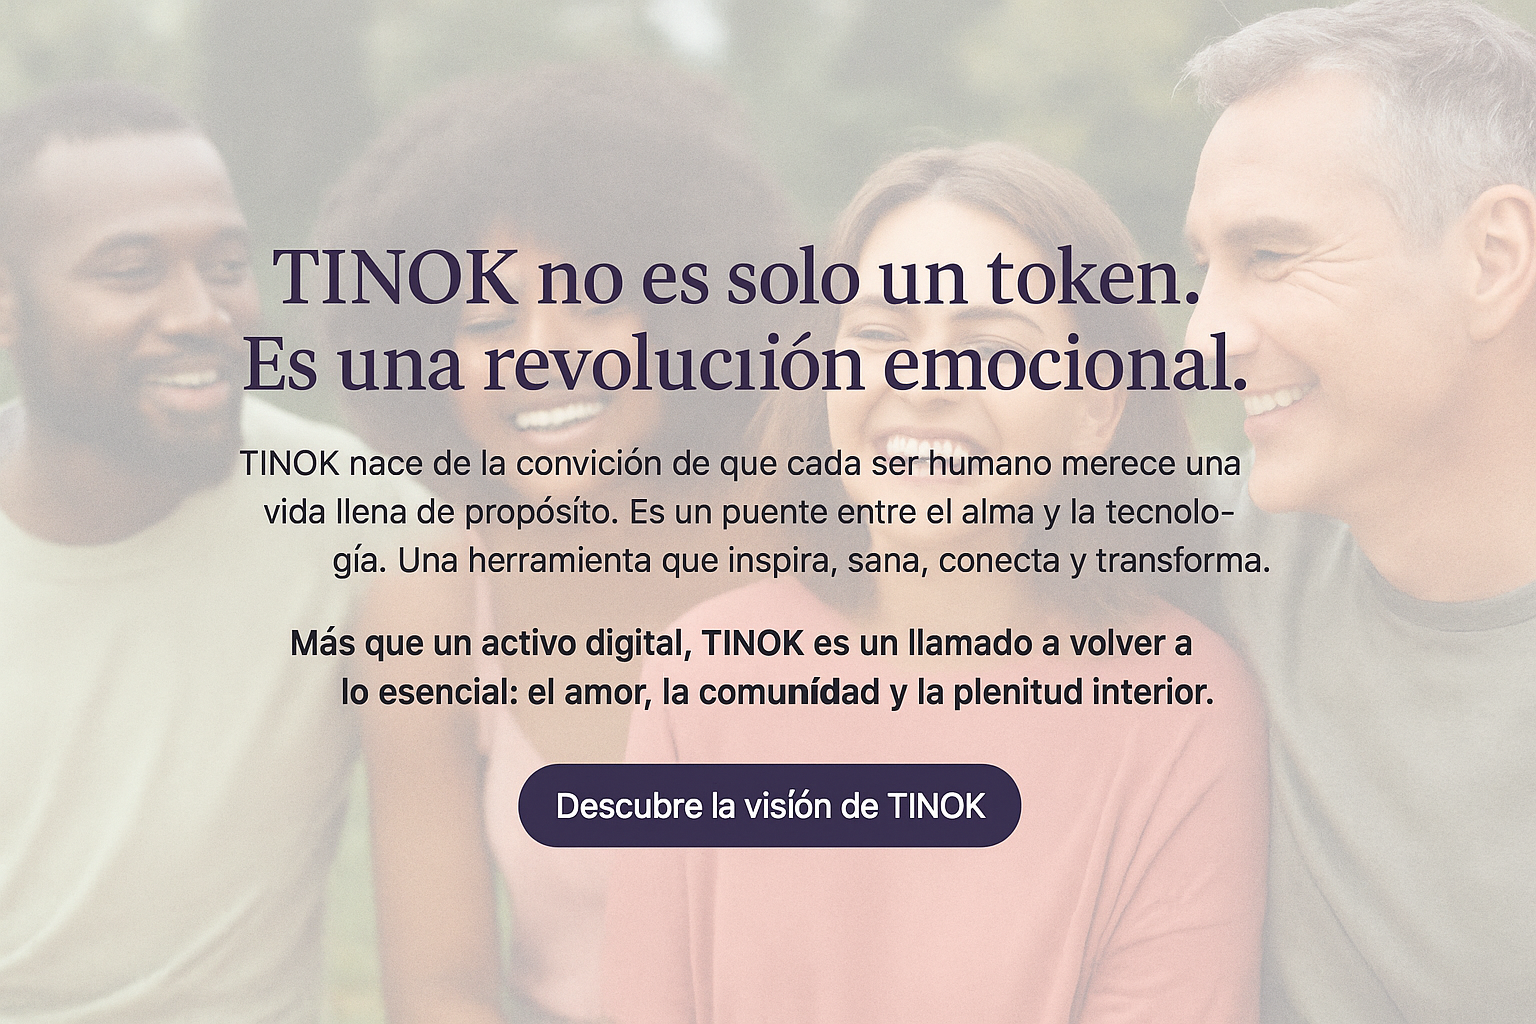 TINOK no es solo un token.
Es una revolucıión emocional.
TINOK nace de la convición de que cada ser humano merece una
vida llena de propósíto. Es un puente entre el alma y la tecnolo-
gía. Una herramienta que inspira, sana, conecta y transforma.
Más que un activo digital, TINOK es un llamado a volver a
lo esencial: el amor, la comunídad y la plenitud interior.
Descubre la visíón de TINOK